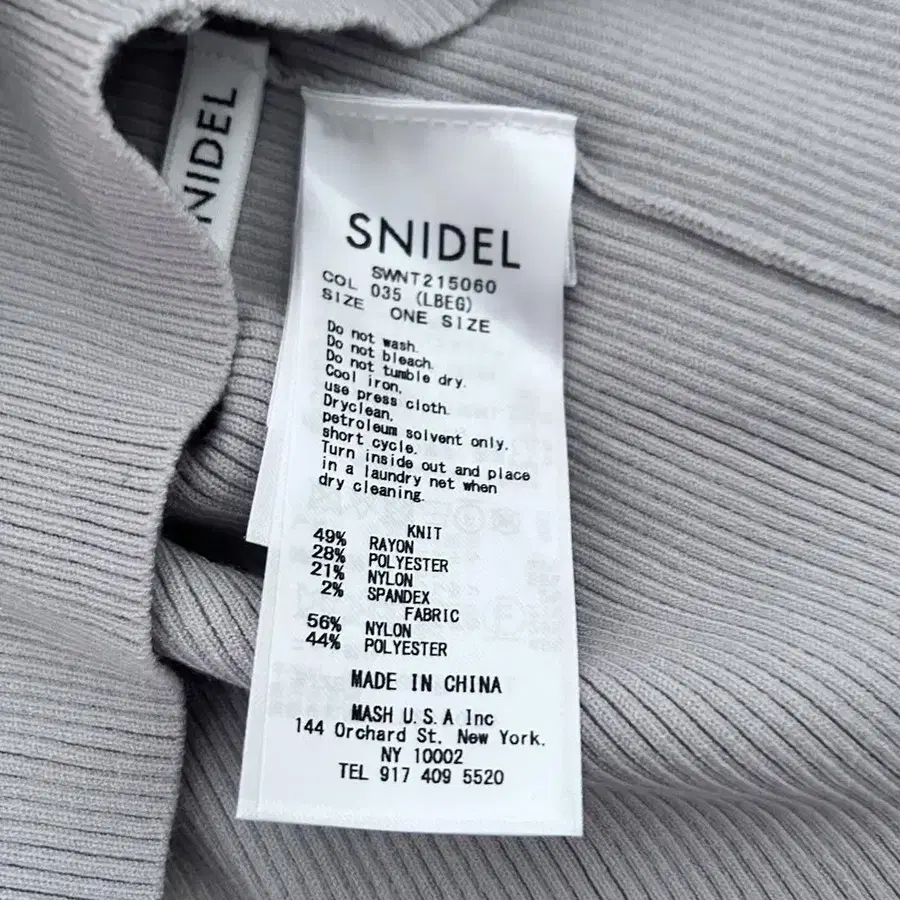 SNIDEL
SNIDEL
SWNT215060
COL 035 (LBEG)
SIZE ONE SIZE
Do not wash.
Do not bleach.
Do not tumble dry.
Cool iron,
use press cloth.
Dryclean,
petroleum solvent only,
short cycle.
Turn inside out and place
in a laundry net when
dry cleaning.
KNIT
49% RAYON
28% POLYESTER
21% NYLON
2% SPANDEX
FABRIC
56% NYLON
44% POLYESTER
MADE IN CHINA
MASH U.S.A Inc
144 Orchard St, New York.
NY 10002
TEL 917 409 5520